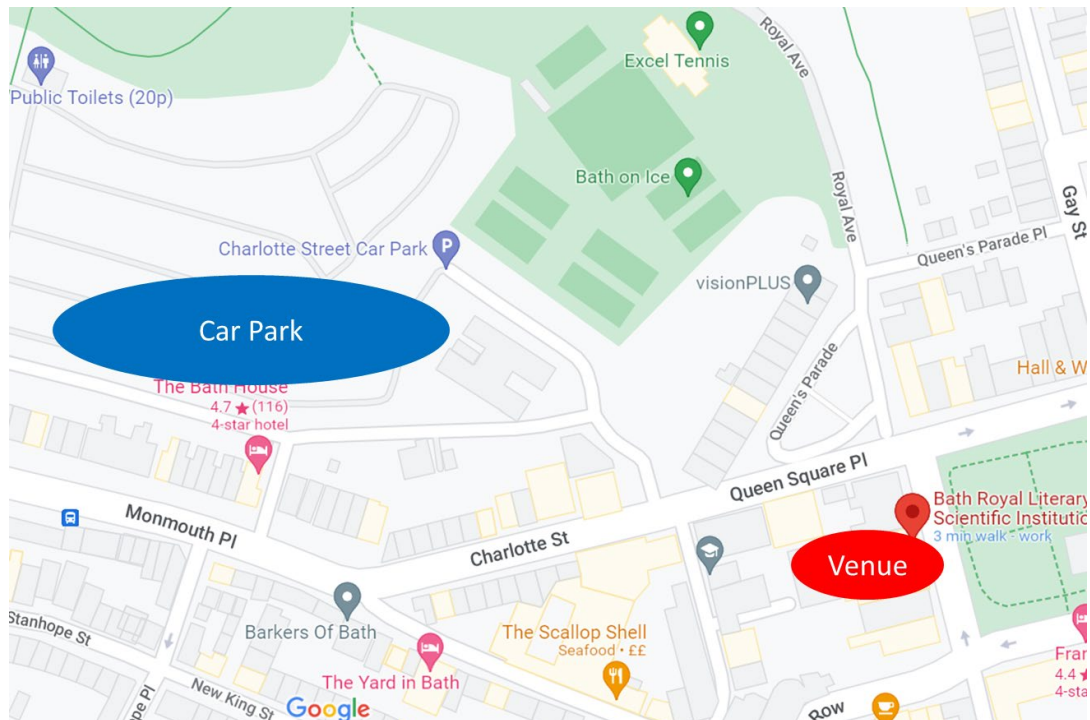 Excel Tennis
Royal Ave
Public Toilets (20p)
Bath on Ice
Royal Ave
Gay St
Charlotte Street Car Park
P
Queen's Parade Pl
visionPLUS
Car Park
Hall & W
The Bath House
4.7 ★ (116)
4-star hotel
Queen's Parade
Queen Square Pl
Bath Royal Literary
Scientific Institutio
3 min walk - work
Monmouth Pl
Charlotte St
Venue
Barkers Of Bath
The Scallop Shell
Seafood • ££
Stanhope St
The Yard in Bath
Fran
4.4 ★
4-sta
New King St
Google
ope Pl
Row